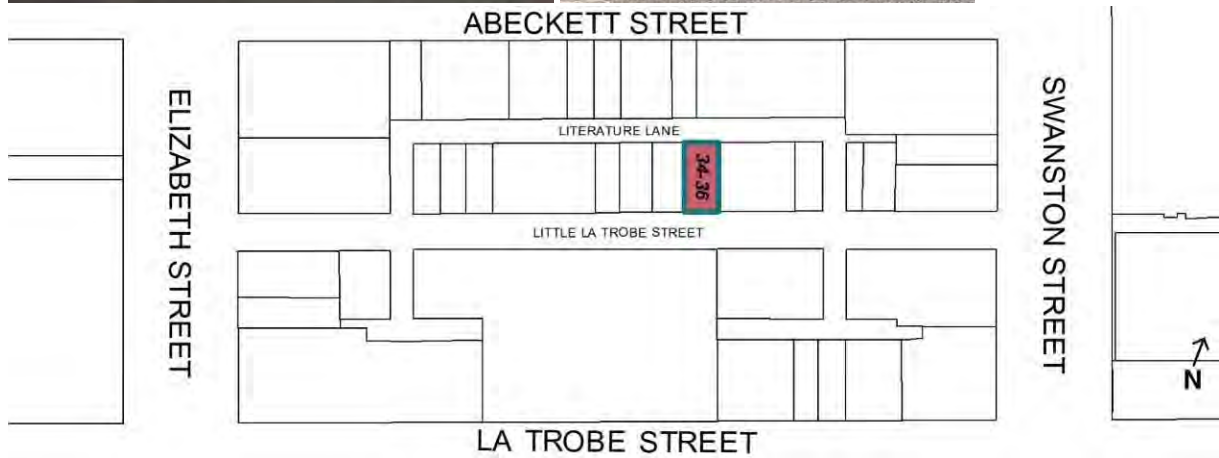 ABECKETT STREET
ELIZABETH STREET
SWANSTON STREET
LITERATURE LANE
34-36
LITTLE LA TROBE STREET
N
LA TROBE STREET